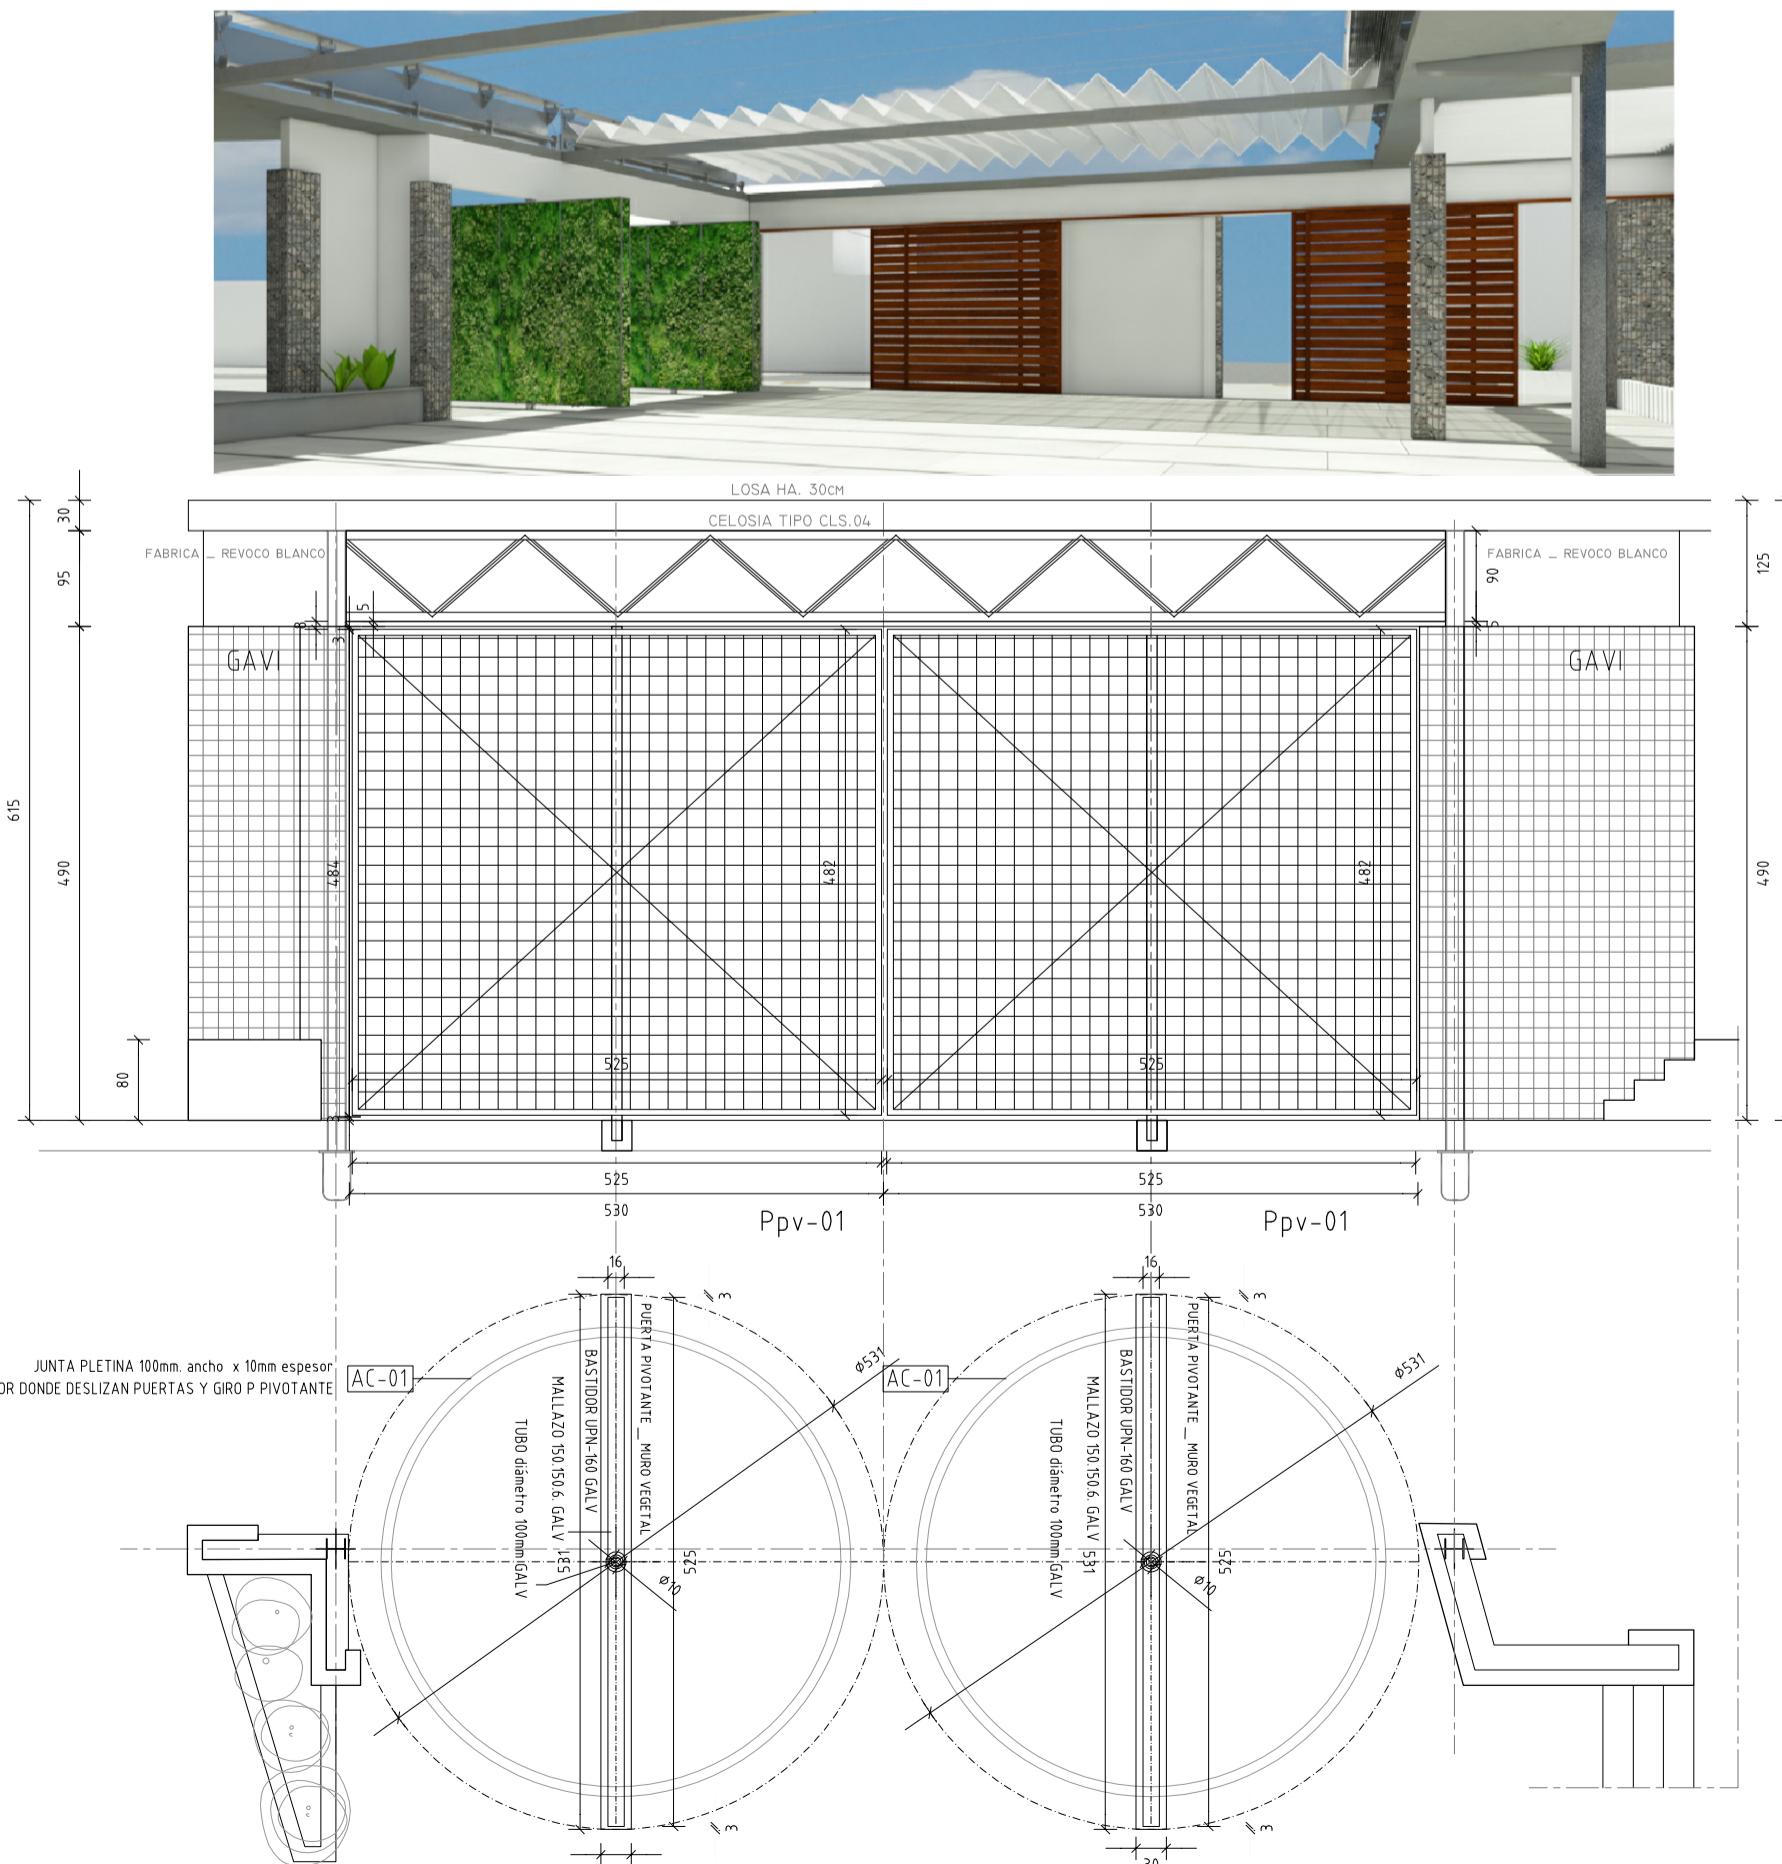 LOSA HA. 30CM
CELOSIA TIPO CLS.04
FABRICA _ REVOCO BLANCO
FABRICA _ REVOCO BLANCO
30
95
615
490
80
GAVI
GAVI
8
3
5
484
482
482
90
5
125
490
525
525
3
525
525
530
530
Ppv-01
Ppv-01
16
16
3
3
JUNTA PLETINA 100mm. ancho x 10mm espesor
OR DONDE DESLIZAN PUERTAS Y GIRO P PIVOTANTE
AC-01
AC-01
PUERTA PIVOTANTE _ MURO VEGETAL
BASTIDOR UPN-160 GALV
MALLAZO 150.150.6. GALV
TUBO diámetro 100mm GALV
531
525
ø10
ø531
PUERTA PIVOTANTE _ MURO VEGETAL
BASTIDOR UPN-160 GALV
MALLAZO 150.150.6. GALV
TUBO diámetro 100mm GALV
531
525
ø10
ø531
3
3
30